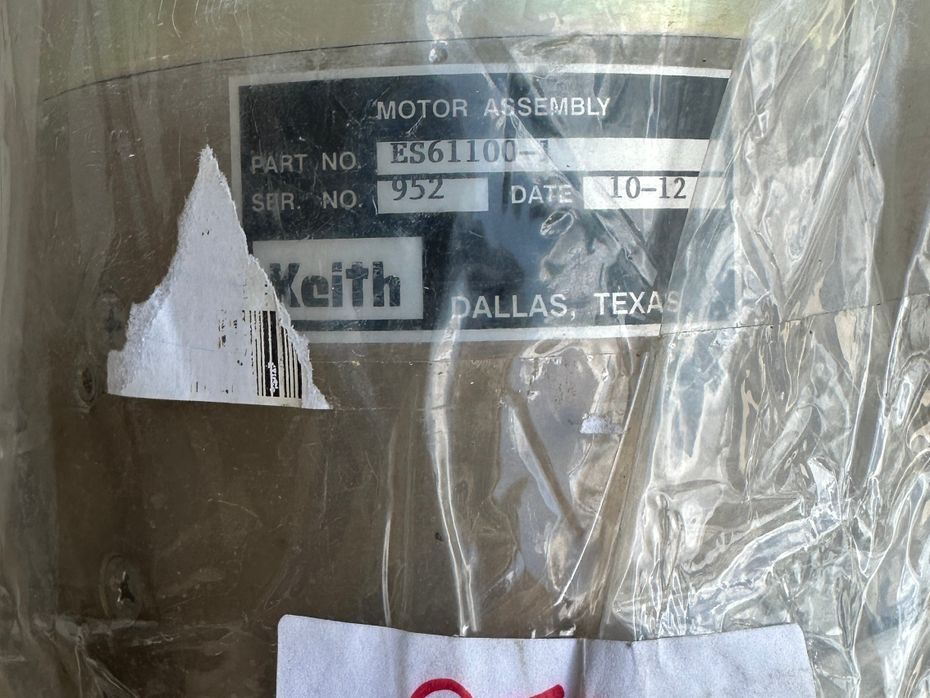 MOTOR ASSEMBLY
PART NO. ES61100-1
SER. NO. 952 DATE 10-12
Keith DALLAS, TEXAS